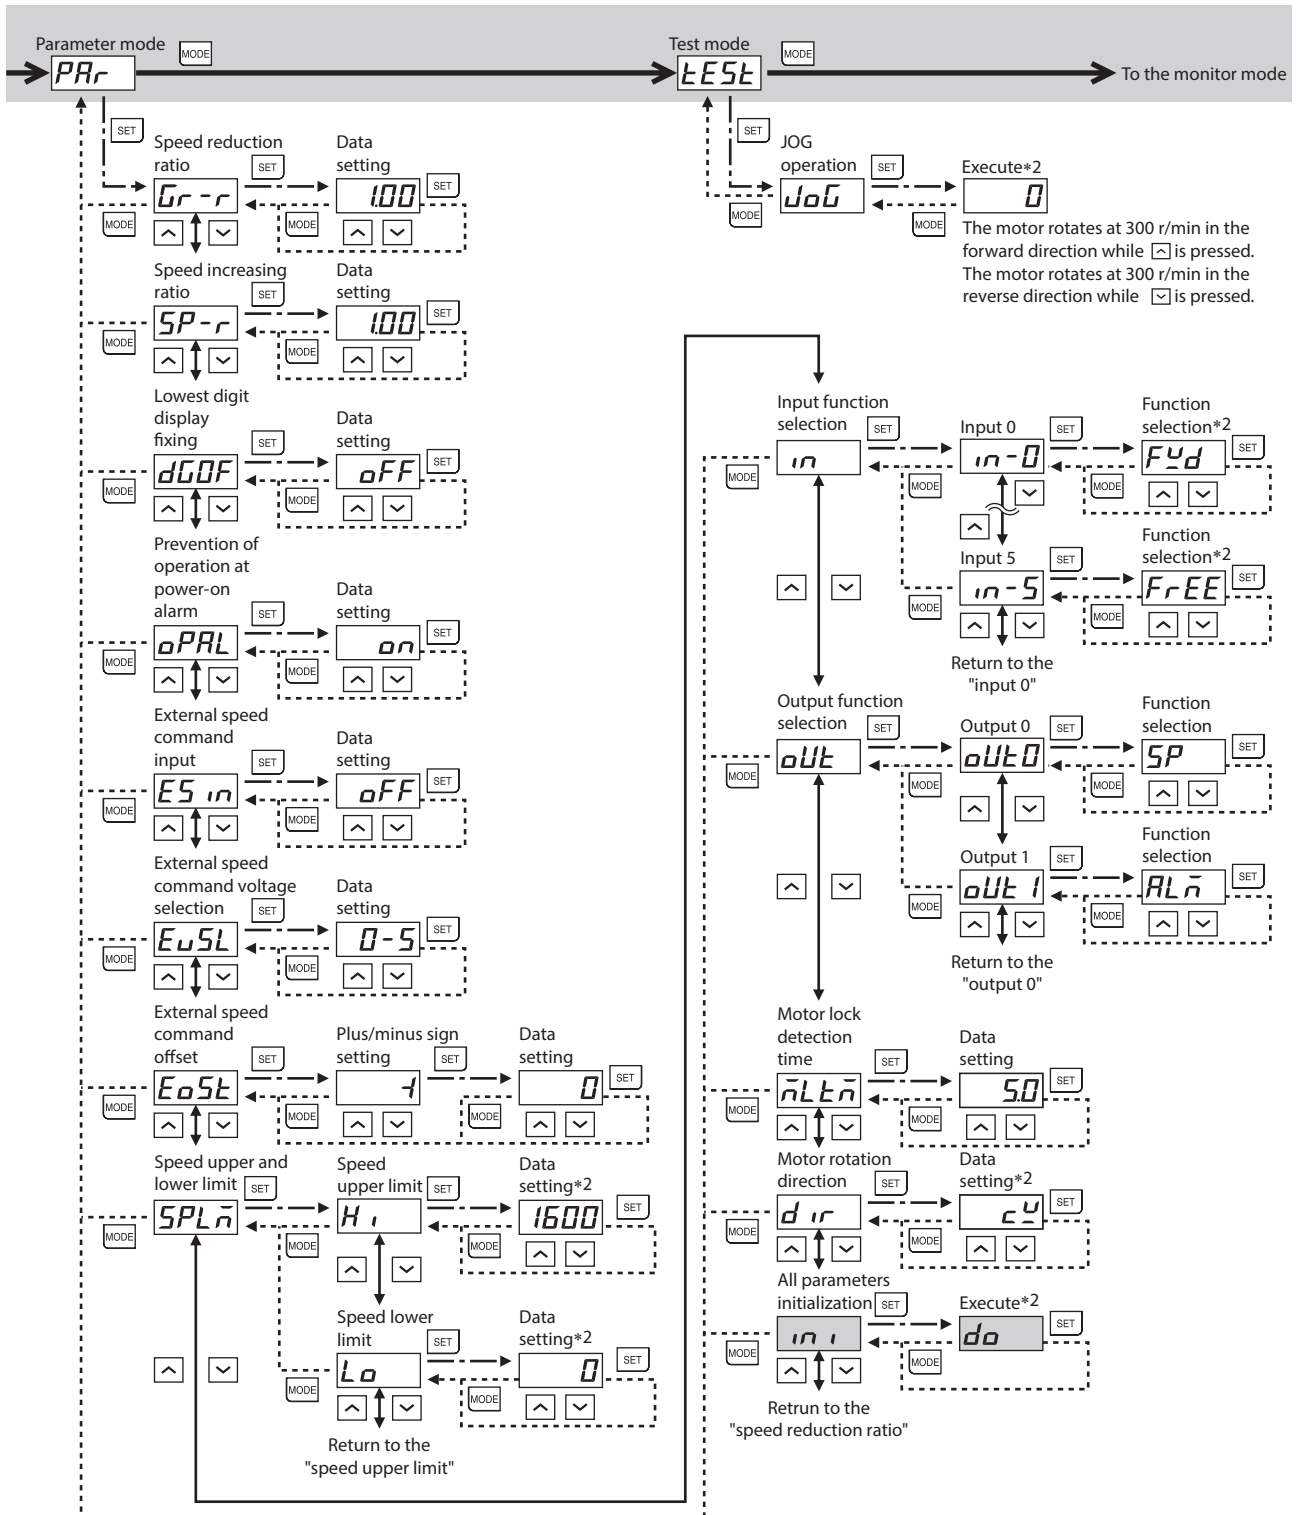 Parameter mode
MODE
PAr
Test mode
MODE
tESt
To the monitor mode
SET
Speed reduction
ratio
SET
Data
setting
Gr-r
1.00
SET
MODE
MODE
Speed increasing
ratio
SET
Data
setting
SP-r
1.00
SET
MODE
MODE
Lowest digit
display
fixing
SET
Data
setting
dGOF
oFF
SET
MODE
MODE
Prevention of
operation at
power-on
alarm
SET
Data
setting
oPAL
on
SET
MODE
MODE
External speed
command
input
SET
Data
setting
ESin
oFF
SET
MODE
MODE
External speed
command voltage
selection
SET
Data
setting
EvSL
0-5
SET
MODE
MODE
External speed
command
offset
SET
Plus/minus sign
setting
SET
Data
setting
EoSt
0
SET
MODE
MODE
MODE
Speed upper and
lower limit
SET
Speed
upper limit
SET
Data
setting*2
SPLm
Hi
1600
SET
MODE
MODE
MODE
Speed lower
limit
SET
Data
setting*2
Lo
0
SET
MODE
MODE
Return to the
"speed upper limit"
SET
JOG
operation
SET
Execute*2
JoG
0
MODE
MODE
The motor rotates at 300 r/min in the
forward direction while is pressed.
The motor rotates at 300 r/min in the
reverse direction while is pressed.
Input function
selection
SET
Input 0
SET
Function
selection*2
in
in-0
Fwd
SET
MODE
MODE
MODE
Input 5
SET
Function
selection*2
in-5
FrEE
SET
MODE
MODE
Return to the
"input 0"
Output function
selection
SET
Output 0
SET
Function
selection
oUt
oUt0
SP
SET
MODE
MODE
MODE
Output 1
SET
Function
selection
oUt1
ALm
SET
MODE
MODE
Return to the
"output 0"
Motor lock
detection
time
SET
Data
setting
mLtm
5.0
SET
MODE
MODE
Motor rotation
direction
SET
Data
setting*2
dir
cw
SET
MODE
MODE
All parameters
initialization
SET
Execute*2
ini
do
SET
MODE
MODE
Retrun to the
"speed reduction ratio"